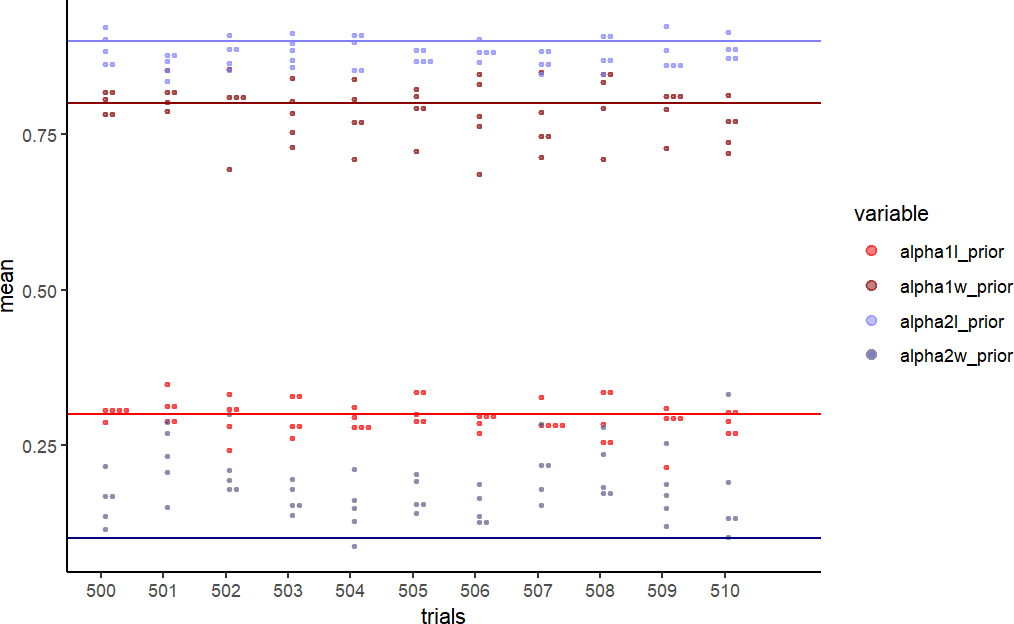 0.75
0.50
0.25
mean
500 501 502 503 504 505 506 507 508 509 510
trials
variable
alpha1l_prior
alpha1w_prior
alpha2l_prior
alpha2w_prior